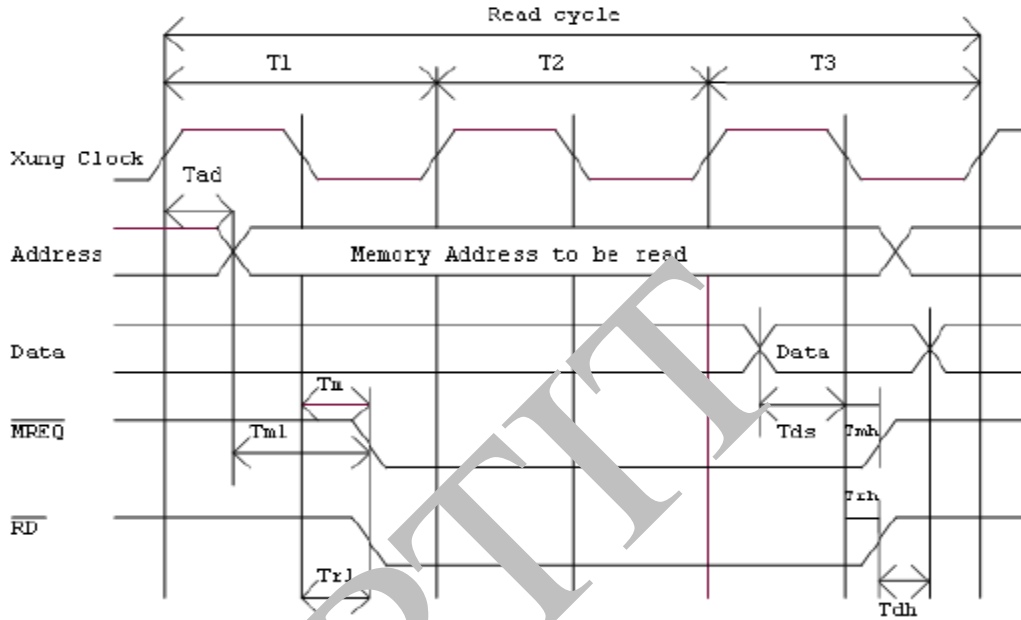 Read cycle
T1 T2 T3
Xung Clock
Tad
Address Memory Address to be read
Data Data
Tm
MREQ Tml Tds Tmh
Trh
RD
Trl
Tdh
PTIT